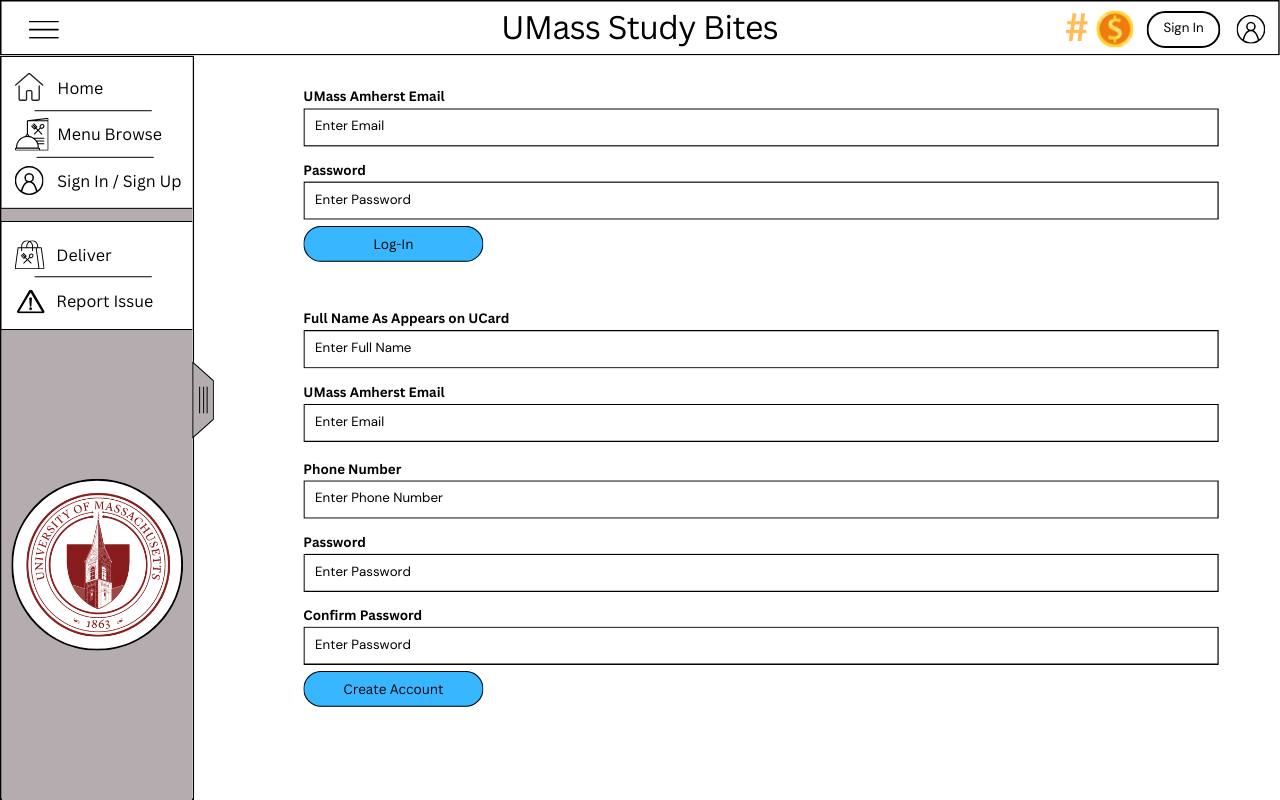 UMass Study Bites
#
$
Sign In
Home
Menu Browse
Sign In / Sign Up
Deliver
Report Issue
UNIVERSITY OF MASSACHUSETTS
1863
UMass Amherst Email
Enter Email
Password
Enter Password
Log-In
Full Name As Appears on UCard
Enter Full Name
UMass Amherst Email
Enter Email
Phone Number
Enter Phone Number
Password
Enter Password
Confirm Password
Enter Password
Create Account